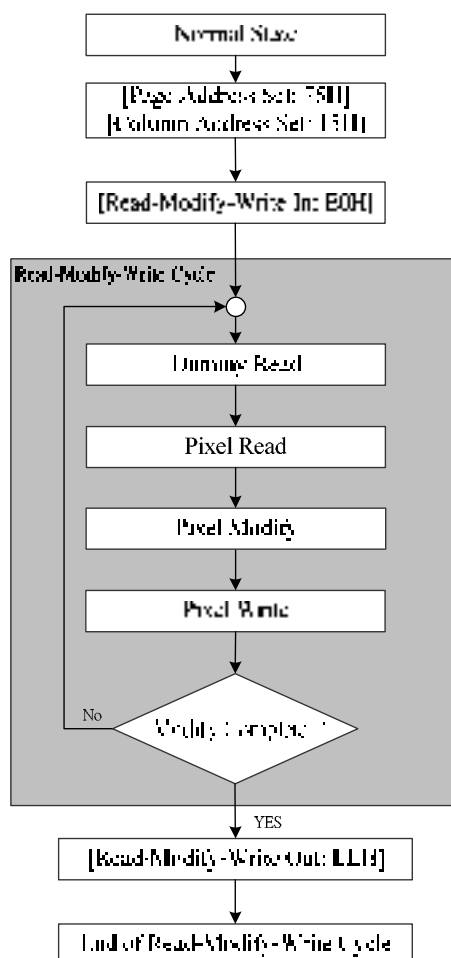 Normal State
[Page Address Set: 75H]
[Column Address Set: 15H]
[Read-Modify-Write In: E0H]
Read-Modify-Write Cycle
Dummy Read
Pixel Read
Pixel Modify
Pixel Write
No
Modify Complete ?
YES
[Read-Modify-Write Out: EEH]
End of Read-Modify-Write Cycle